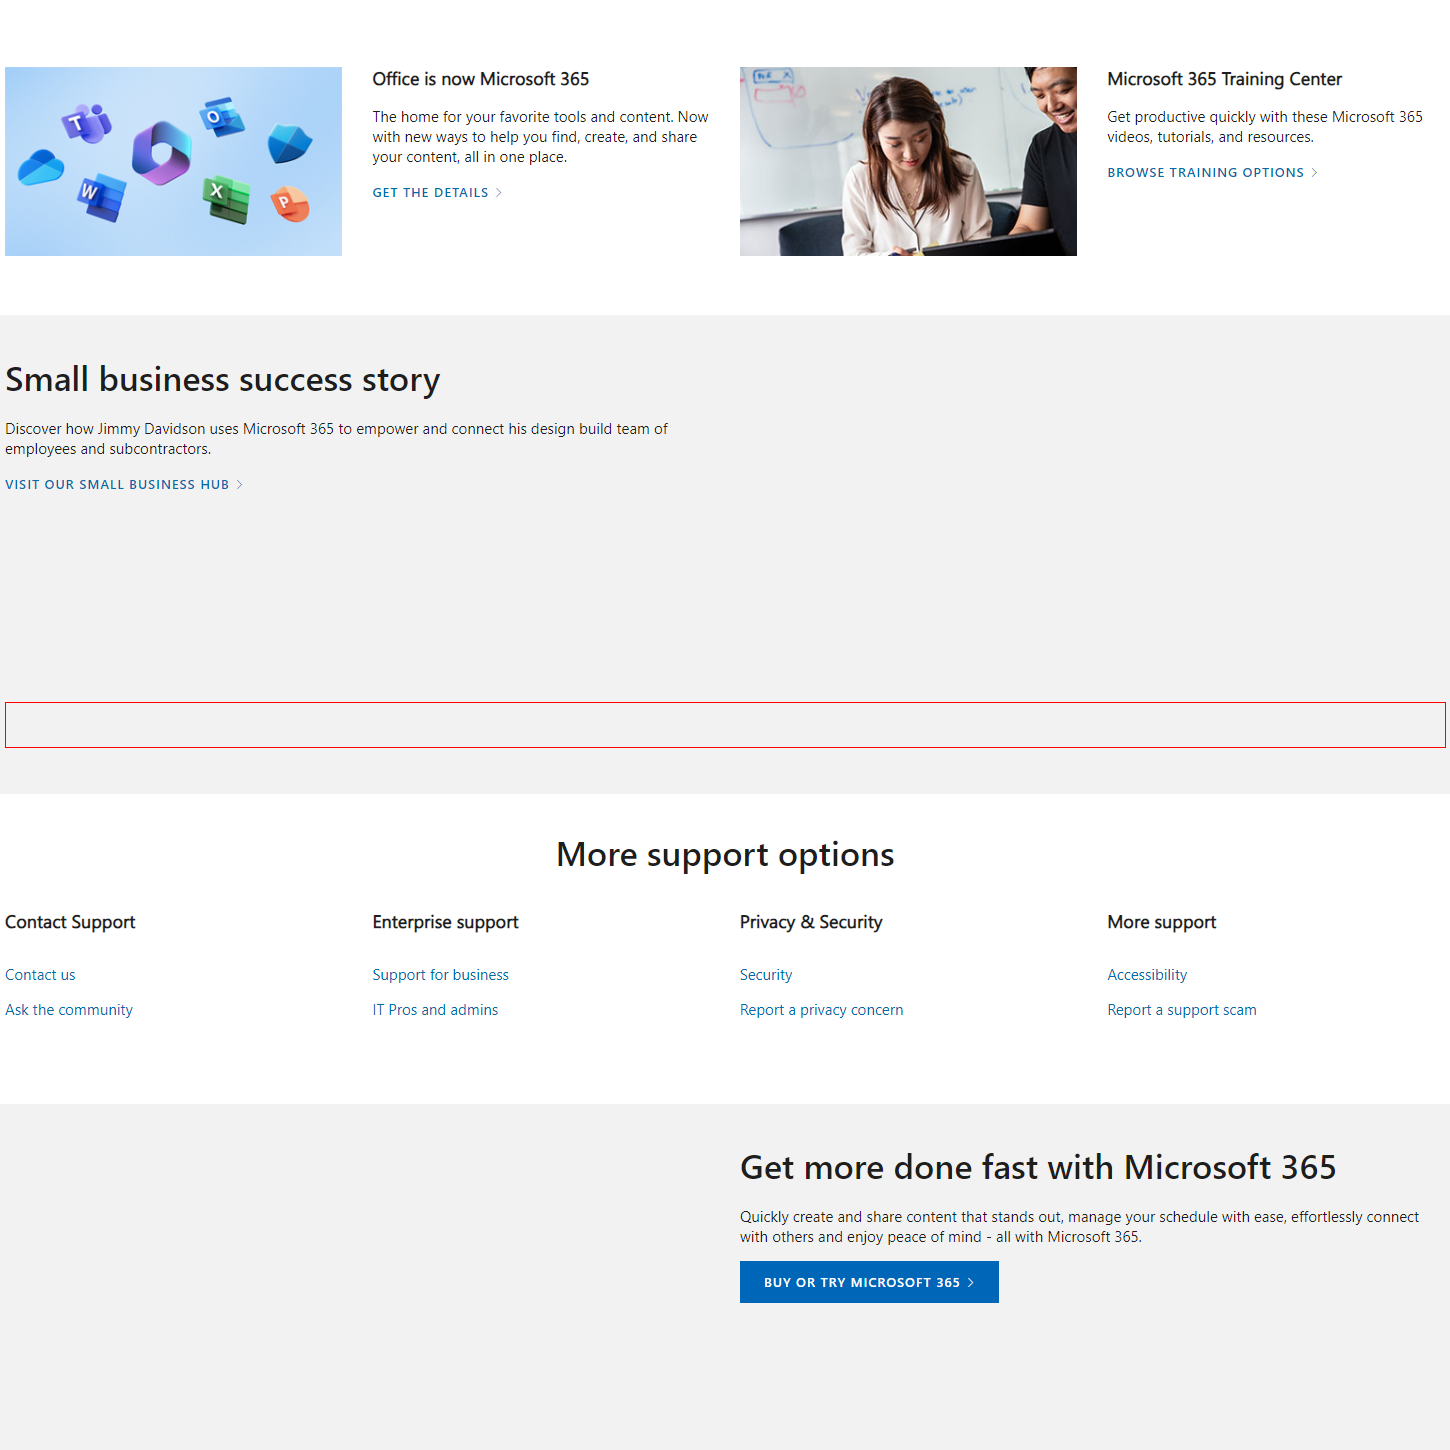 Office is now Microsoft 365
The home for your favorite tools and content. Now
with new ways to help you find, create, and share
your content, all in one place.
GET THE DETAILS
Microsoft 365 Training Center
Get productive quickly with these Microsoft 365
videos, tutorials, and resources.
BROWSE TRAINING OPTIONS
Small business success story
Discover how Jimmy Davidson uses Microsoft 365 to empower and connect his design build team of
employees and subcontractors.
VISIT OUR SMALL BUSINESS HUB
More support options
Contact Support
Contact us
Ask the community
Enterprise support
Support for business
IT Pros and admins
Privacy & Security
Security
Report a privacy concern
More support
Accessibility
Report a support scam
Get more done fast with Microsoft 365
Quickly create and share content that stands out, manage your schedule with ease, effortlessly connect
with others and enjoy peace of mind - all with Microsoft 365.
BUY OR TRY MICROSOFT 365